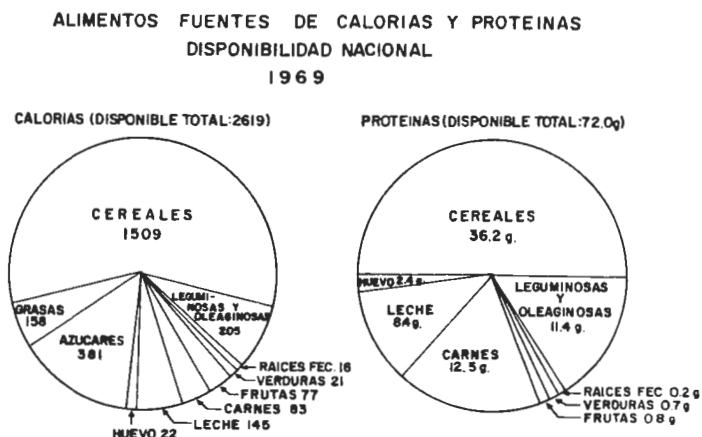 ALIMENTOS FUENTES DE CALORIAS Y PROTEINAS
DISPONIBILIDAD NACIONAL
1969
CALORIAS (DISPONIBLE TOTAL:2619)
CEREALES
1509
GRASAS
158
AZUCARES
381
HUEVO 22
LECHE 145
CARNES 83
FRUTAS 77
VERDURAS 21
RAICES FEC. 16
LEGUMI-
NOSAS Y
OLEAGINOSAS
205
PROTEINAS (DISPONIBLE TOTAL:72.0g)
CEREALES
36.2 g.
HUEVO 2.4 g.
LECHE
8.4 g.
CARNES
12.5 g.
LEGUMINOSAS
Y
OLEAGINOSAS
11.4 g.
RAICES FEC 0.2 g
VERDURAS 0.7 g
FRUTAS 0.8 g